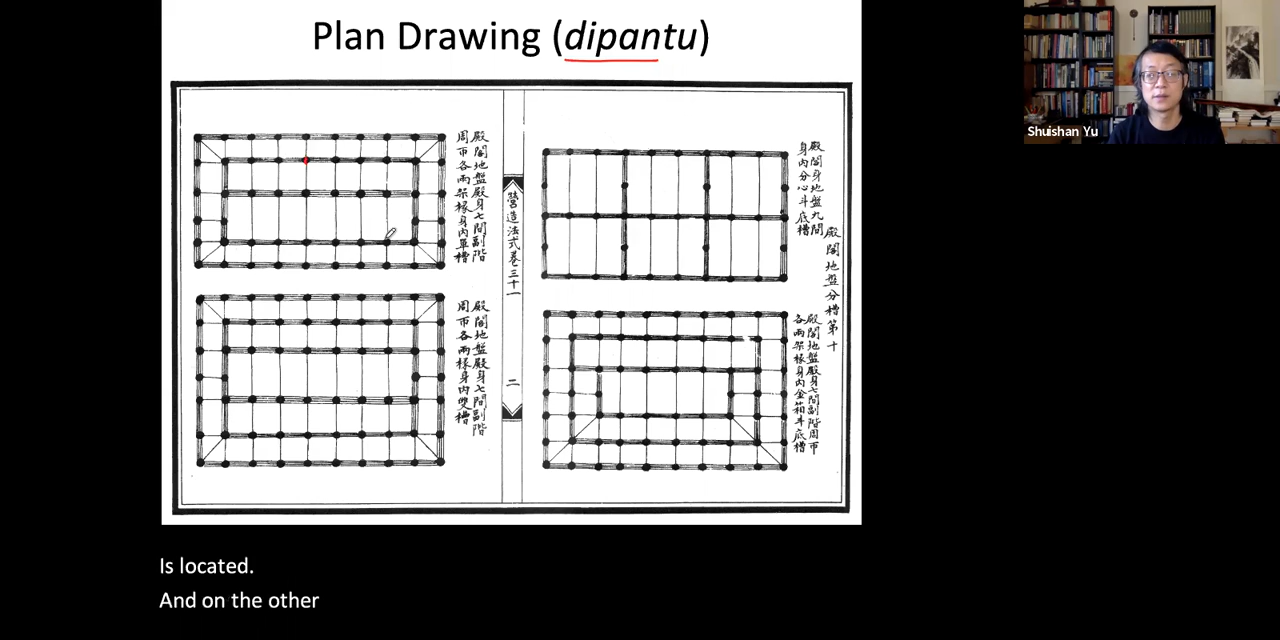 Plan Drawing (dipantu)
Shuishan Yu
殿閣地盤分槽第十
殿閣身地盤九間
身內分心斗底槽
殿閣地盤殿身七間副階周帀
各兩架椽身內金箱斗底槽
營造法式卷三十一
二
殿閣地盤殿身七間副階
周帀各兩架椽身內單槽
殿閣地盤殿身七間副階
周帀各兩椽身內雙槽
Is located.
And on the other